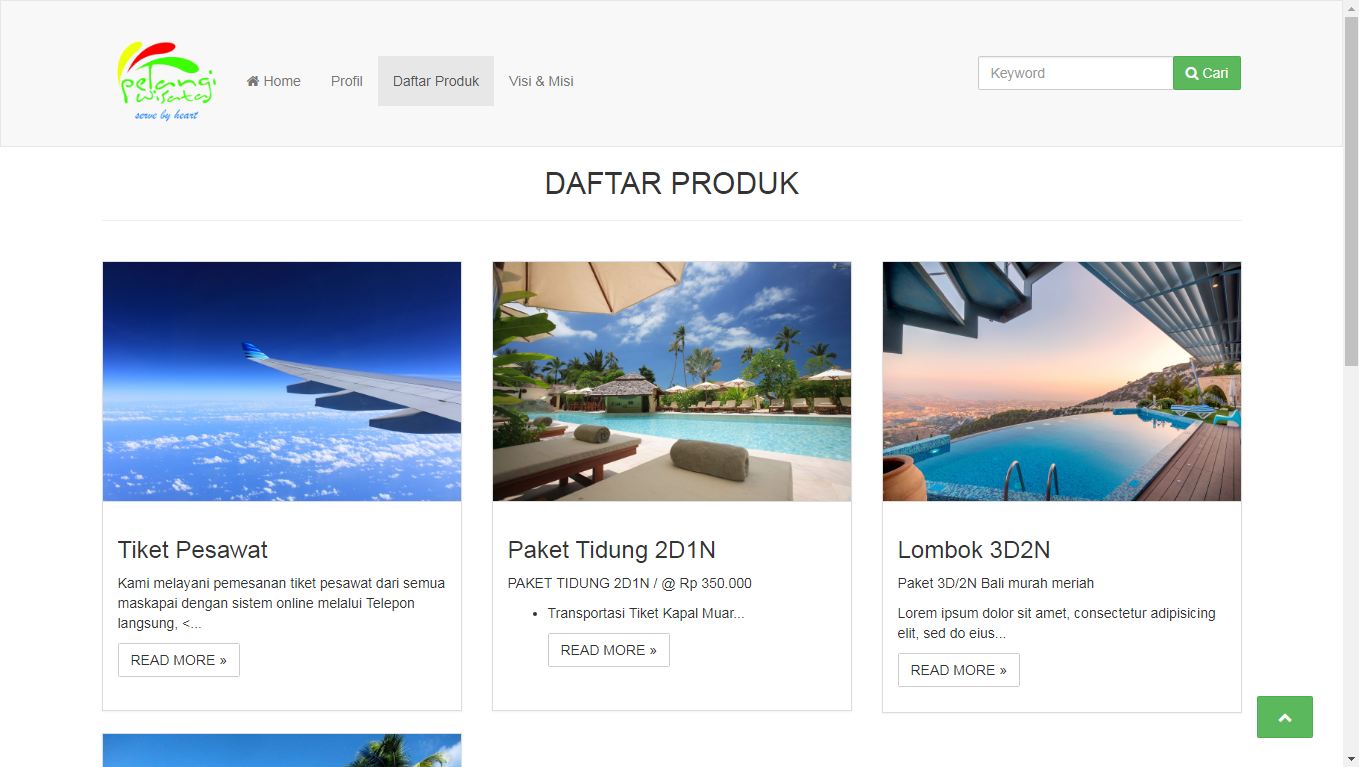 pelangi
wisata
serve by heart
Home
Profil
Daftar Produk
Visi & Misi
Keyword
Cari
DAFTAR PRODUK
Tiket Pesawat
Kami melayani pemesanan tiket pesawat dari semua
maskapai dengan sistem online melalui Telepon
langsung, <...
READ MORE »
Paket Tidung 2D1N
PAKET TIDUNG 2D1N / @ Rp 350.000
• Transportasi Tiket Kapal Muar...
READ MORE »
Lombok 3D2N
Paket 3D/2N Bali murah meriah
Lorem ipsum dolor sit amet, consectetur adipisicing
elit, sed do eius...
READ MORE »